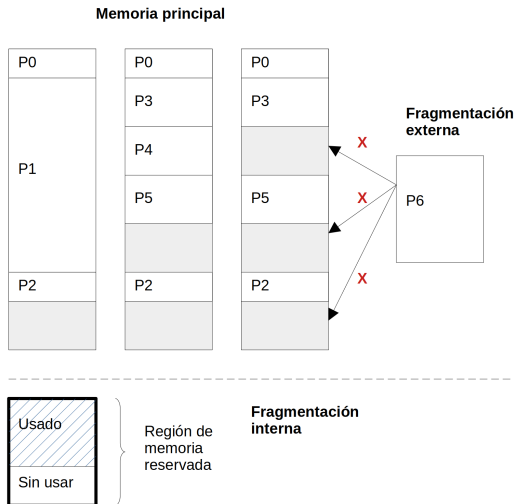 Memoria principal
P0
P1
P2
P0
P3
P4
P5
P2
P0
P3
P5
P2
X
X
X
Fragmentación
externa
P6
Usado
Sin usar
Región de
memoria
reservada
Fragmentación
interna